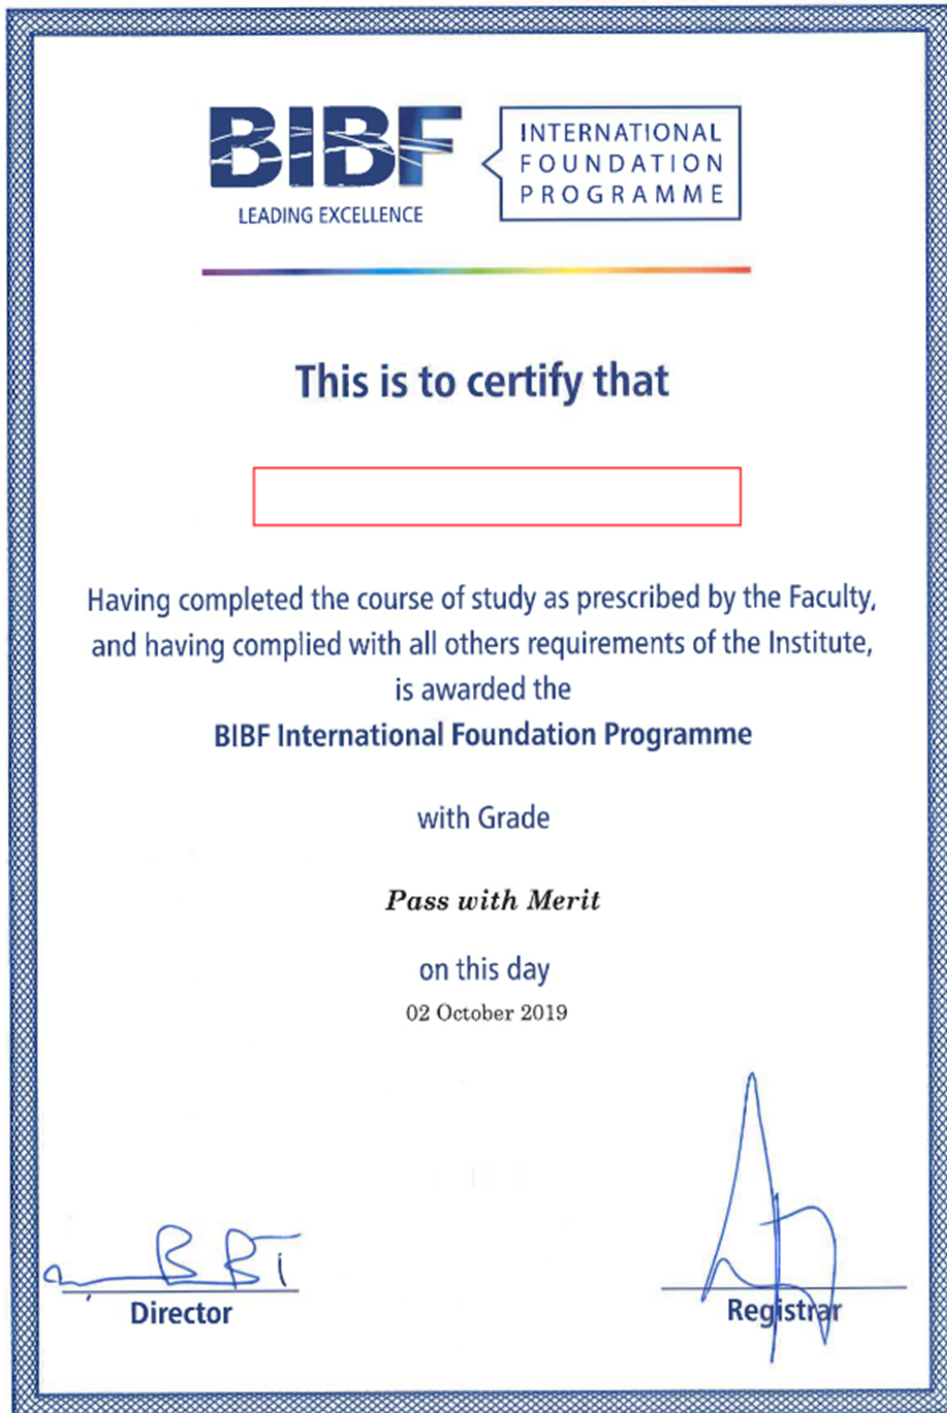 BIBF
LEADING EXCELLENCE
INTERNATIONAL
FOUNDATION
PROGRAMME
This is to certify that
Having completed the course of study as prescribed by the Faculty,
and having complied with all others requirements of the Institute,
is awarded the
BIBF International Foundation Programme
with Grade
Pass with Merit
on this day
02 October 2019
Director
Registrar